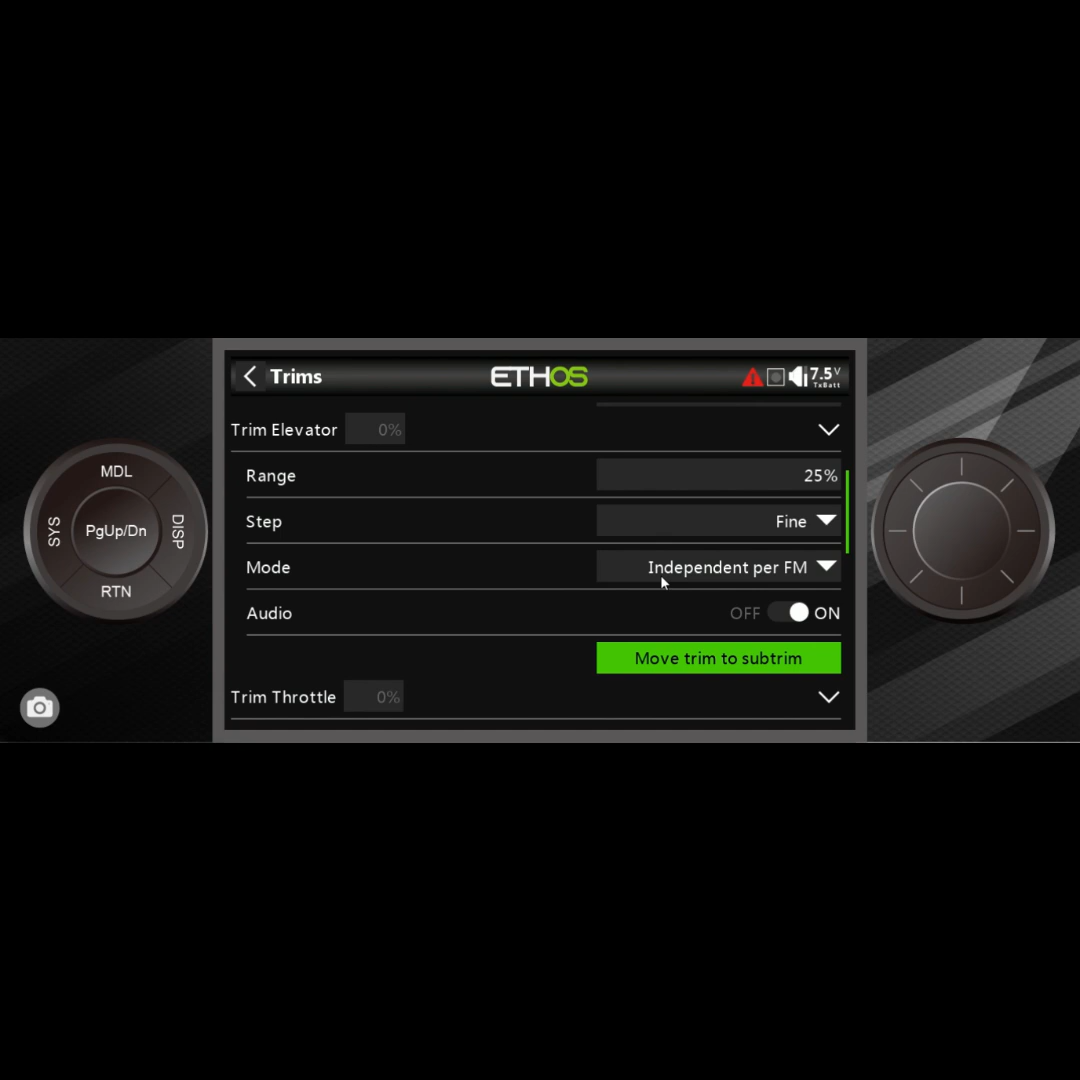 Trims
ETHOS
7.5V
TxBatt
Trim Elevator 0%
Range 25%
Step Fine
Mode Independent per FM
Audio OFF ON
Move trim to subtrim
Trim Throttle 0%
MDL
SYS
PgUp/Dn
DISP
RTN